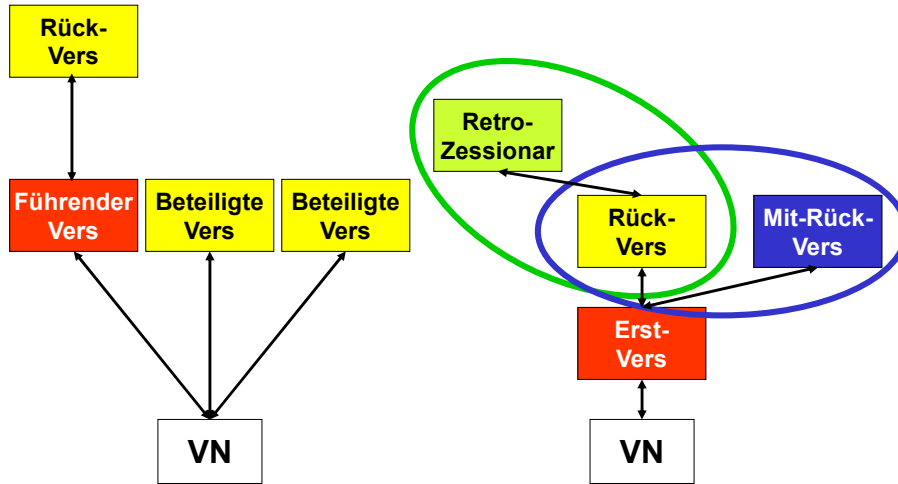 Rück-
Vers
Führender
Vers
Beteiligte
Vers
Beteiligte
Vers
VN
Retro-
Zessionar
Rück-
Vers
Mit-Rück-
Vers
Erst-
Vers
VN